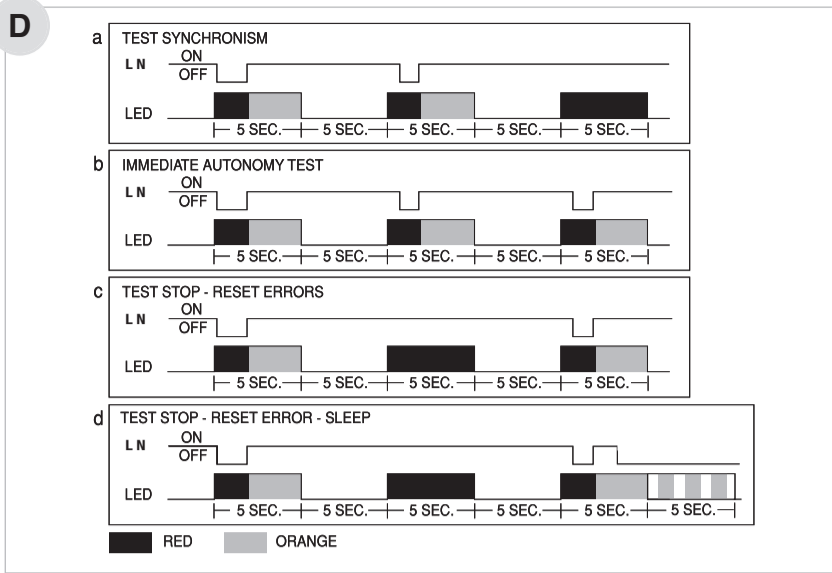 D
a TEST SYNCHRONISM
ON
L N OFF
LED
5 SEC. 5 SEC. 5 SEC. 5 SEC. 5 SEC.
b IMMEDIATE AUTONOMY TEST
ON
L N OFF
LED
5 SEC. 5 SEC. 5 SEC. 5 SEC. 5 SEC.
c TEST STOP - RESET ERRORS
ON
L N OFF
LED
5 SEC. 5 SEC. 5 SEC. 5 SEC. 5 SEC.
d TEST STOP - RESET ERROR - SLEEP
ON
L N OFF
LED
5 SEC. 5 SEC. 5 SEC. 5 SEC. 5 SEC. 5 SEC.
RED ORANGE